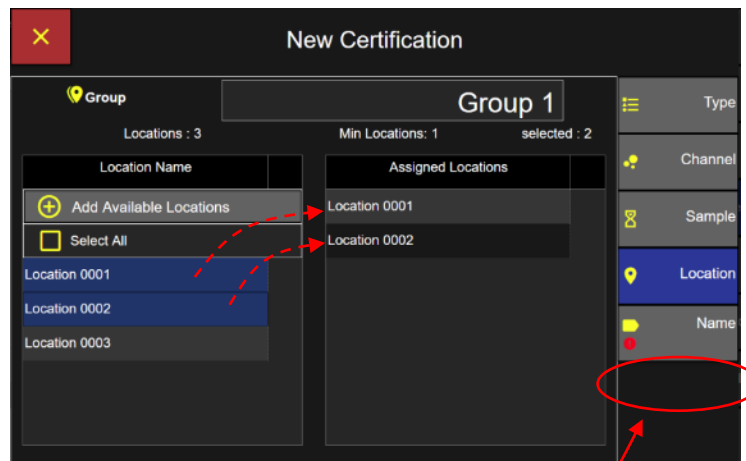 New Certification
Group
Group 1
Locations : 3
Min Locations: 1
selected : 2
Location Name
Assigned Locations
Add Available Locations
Select All
Location 0001
Location 0002
Location 0003
Location 0001
Location 0002
Type
Channel
Sample
Location
Name